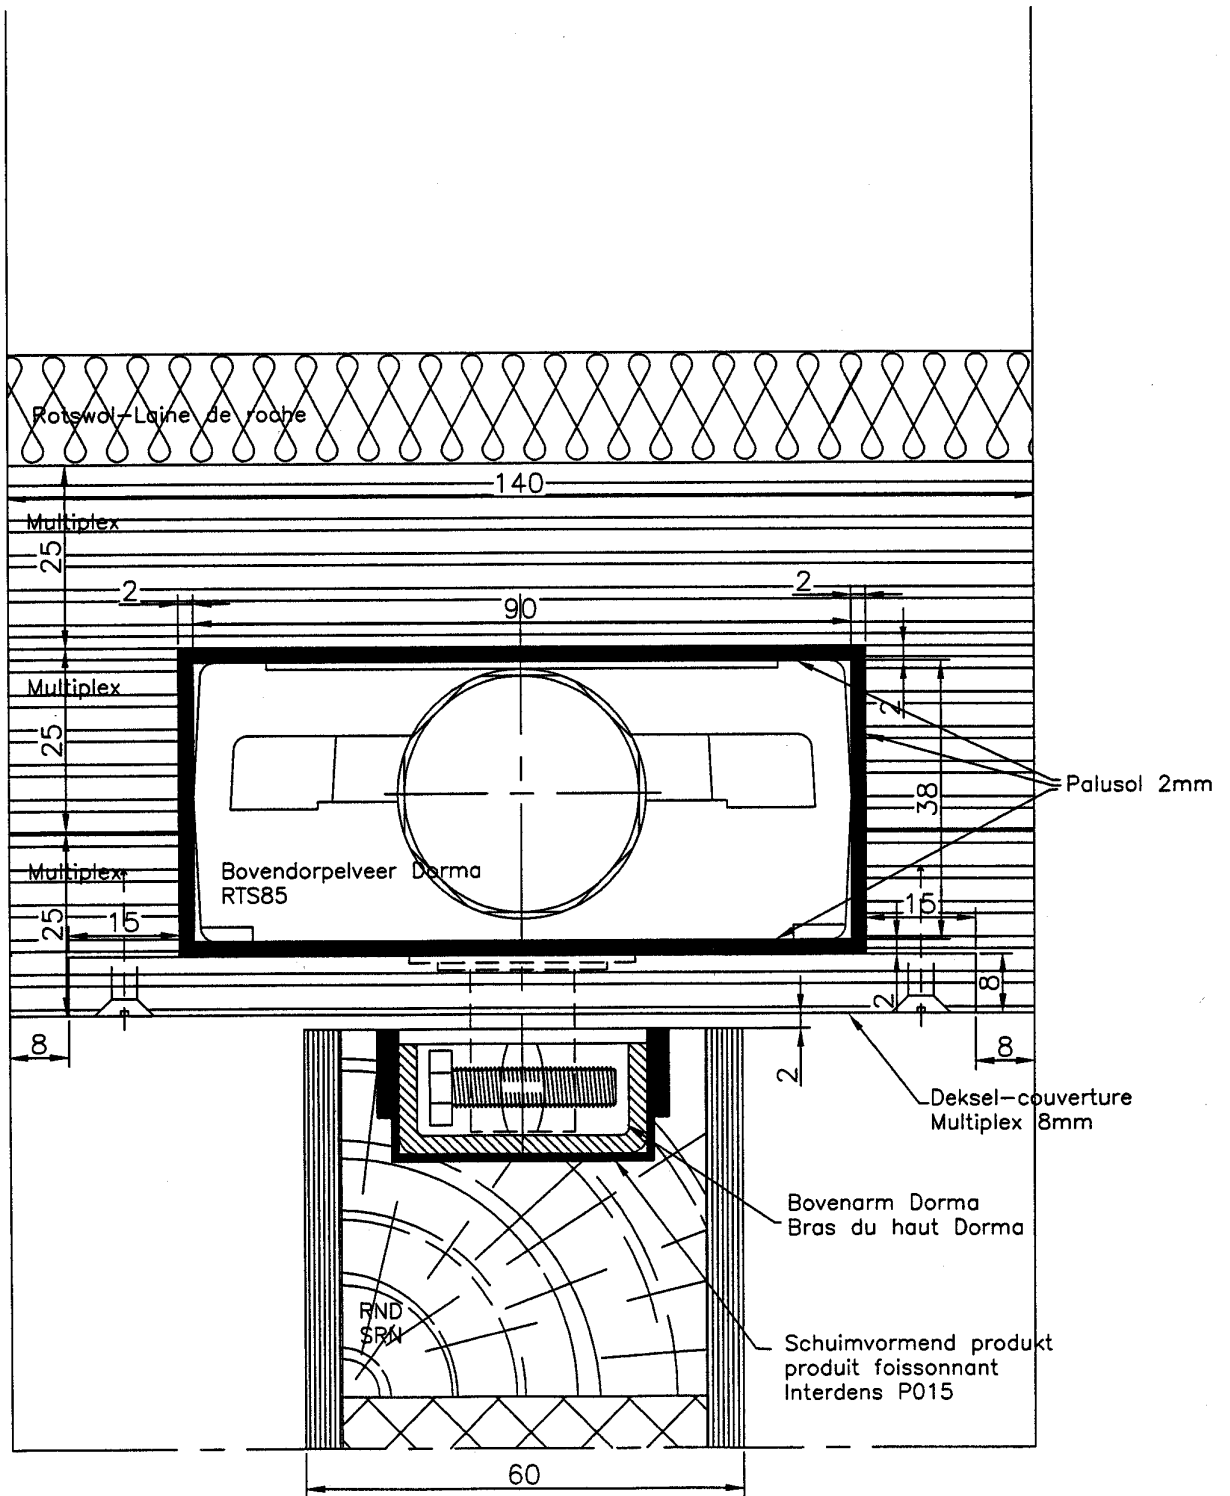 Rotswol-Laine de roche
140
Multiplex
25
2
2
90
Multiplex
25
2
38
Palusol 2mm
Bovendorpelveer Dorma
RTS85
Multiplex
25
15
15
2
8
8
2
8
Deksel-couverture
Multiplex 8mm
Bovenarm Dorma
Bras du haut Dorma
RND
SRN
Schuimvormend produkt
produit foissonnant
Interdens P015
60